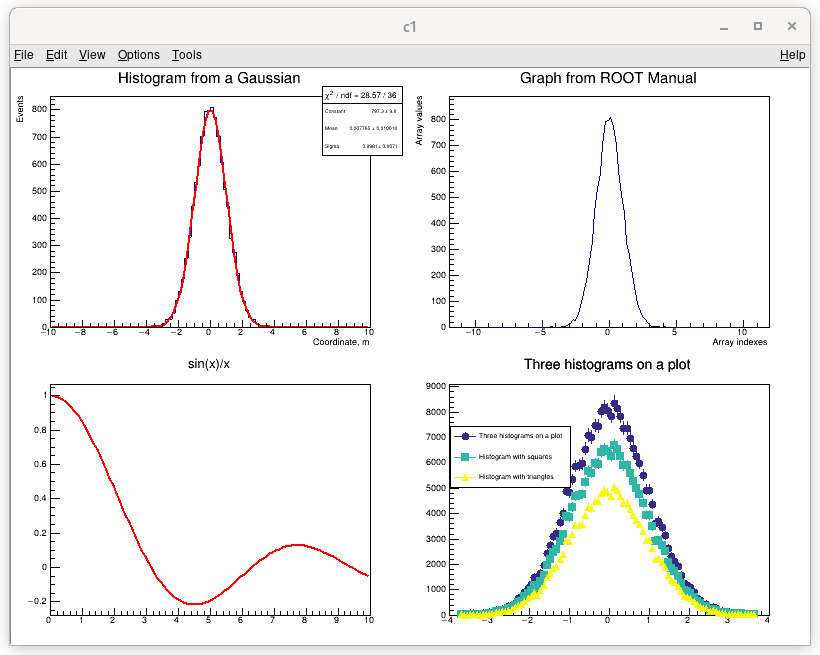 c1
File Edit View Options Tools Help
Histogram from a Gaussian
Events
χ² / ndf = 28.57 / 36
Constant 797.3 ± 9.8
Mean 0.007765 ± 0.010010
Sigma 0.9981 ± 0.0071
800
700
600
500
400
300
200
100
0
−10 −8 −6 −4 −2 0 2 4 6 8 10
Coordinate, m
Graph from ROOT Manual
Array values
800
700
600
500
400
300
200
100
0
−10 −5 0 5 10
Array indexes
sin(x)/x
1
0.8
0.6
0.4
0.2
0
−0.2
0 1 2 3 4 5 6 7 8 9 10
Three histograms on a plot
9000
8000
7000
6000
5000
4000
3000
2000
1000
0
−4 −3 −2 −1 0 1 2 3 4
Three histograms on a plot
Histogram with squares
Histogram with triangles